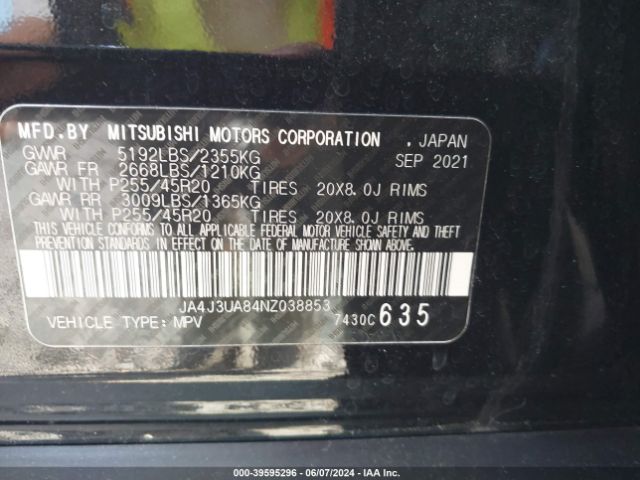 MFD.BY MITSUBISHI MOTORS CORPORATION . JAPAN
GVWR 5192LBS/2355KG SEP 2021
GAWR FR 2668LBS/1210KG
WITH P255/45R20 TIRES 20X8.0J RIMS
GAWR RR 3009LBS/1365KG
WITH P255/45R20 TIRES 20X8.0J RIMS
THIS VEHICLE CONFORMS TO ALL APPLICABLE FEDERAL MOTOR VEHICLE SAFETY AND THEFT
PREVENTION STANDARDS IN EFFECT ON THE DATE OF MANUFACTURE SHOWN ABOVE.
JA4J3UA84NZ038853
VEHICLE TYPE:MPV 7430C 635
000-39595296 - 06/07/2024 - IAA Inc.